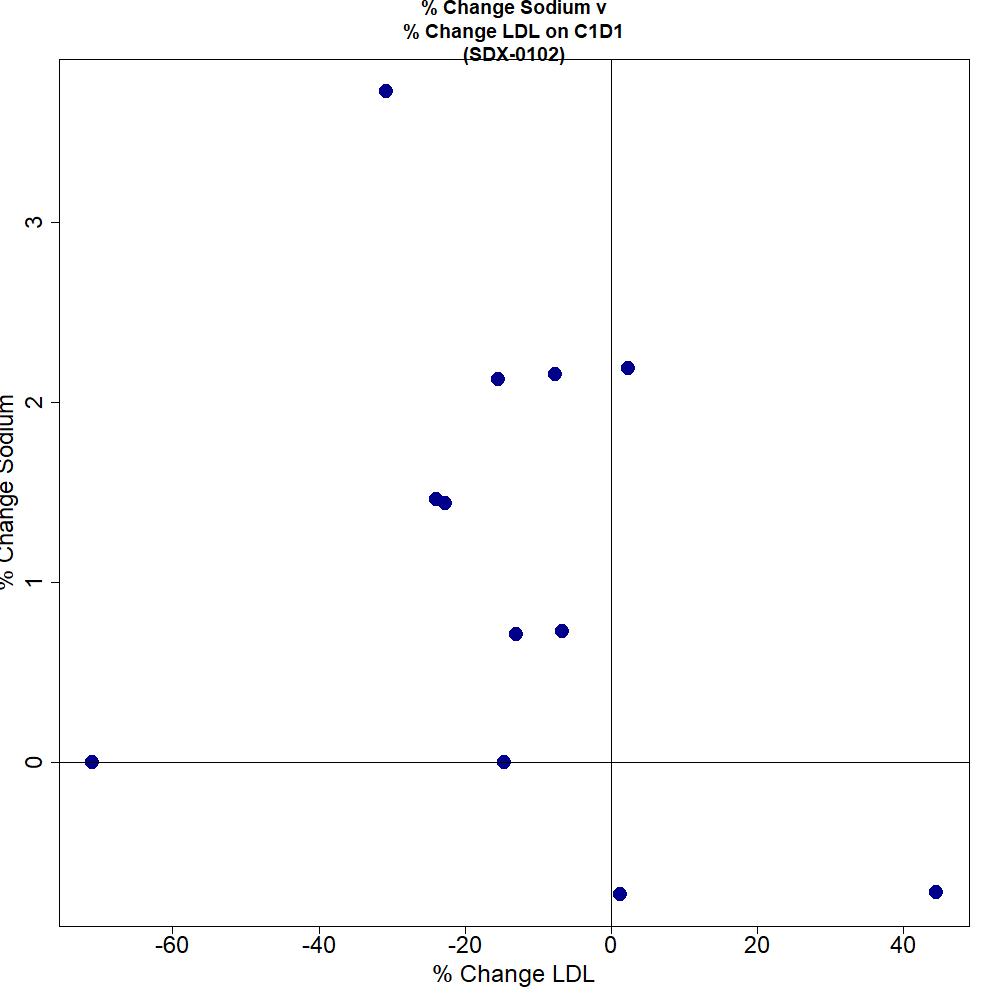 % Change Sodium v
% Change LDL on C1D1
(SDX-0102)
% Change Sodium
3
2
1
0
-60 -40 -20 0 20 40
% Change LDL